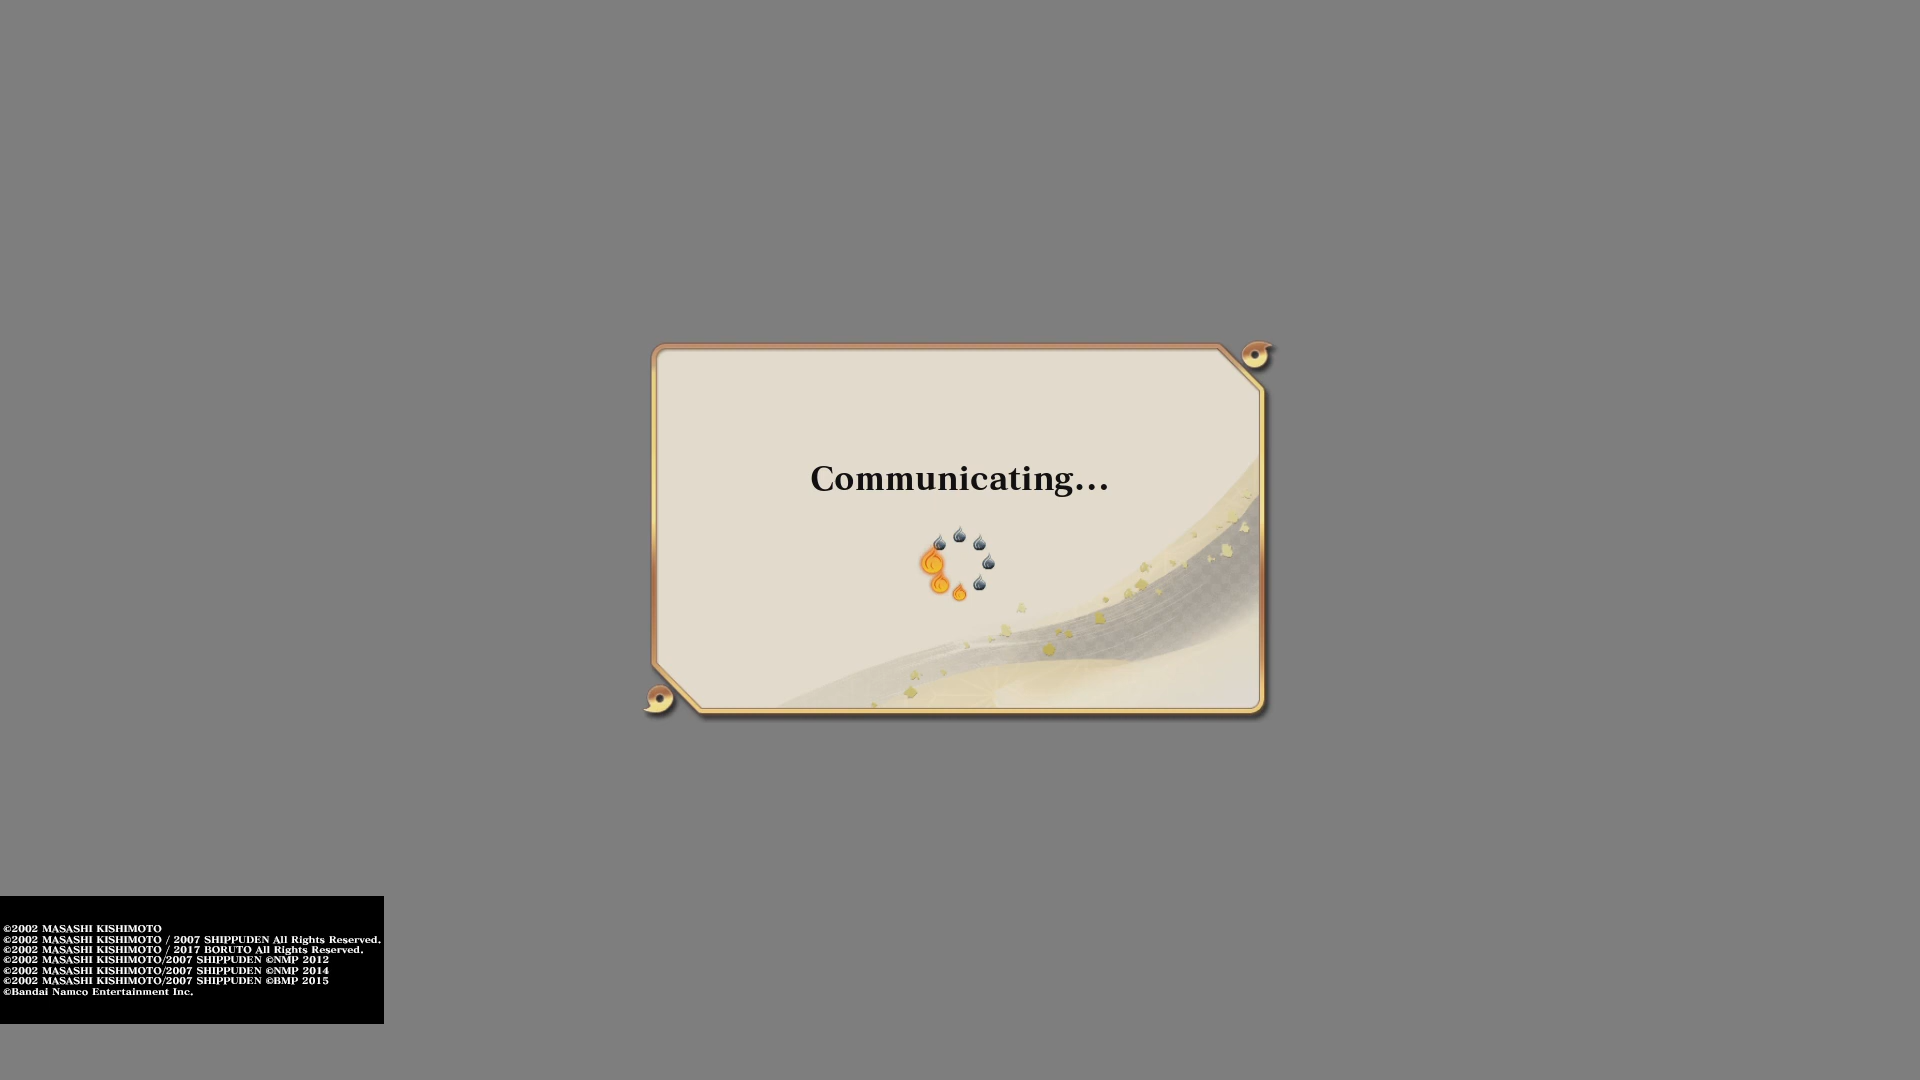 Communicating...
©2002 MASASHI KISHIMOTO
©2002 MASASHI KISHIMOTO / 2007 SHIPPUDEN All Rights Reserved.
©2002 MASASHI KISHIMOTO / 2017 BORUTO All Rights Reserved.
©2002 MASASHI KISHIMOTO/2007 SHIPPUDEN ©NMP 2012
©2002 MASASHI KISHIMOTO/2007 SHIPPUDEN ©NMP 2014
©2002 MASASHI KISHIMOTO/2007 SHIPPUDEN ©BMP 2015
©Bandai Namco Entertainment Inc.